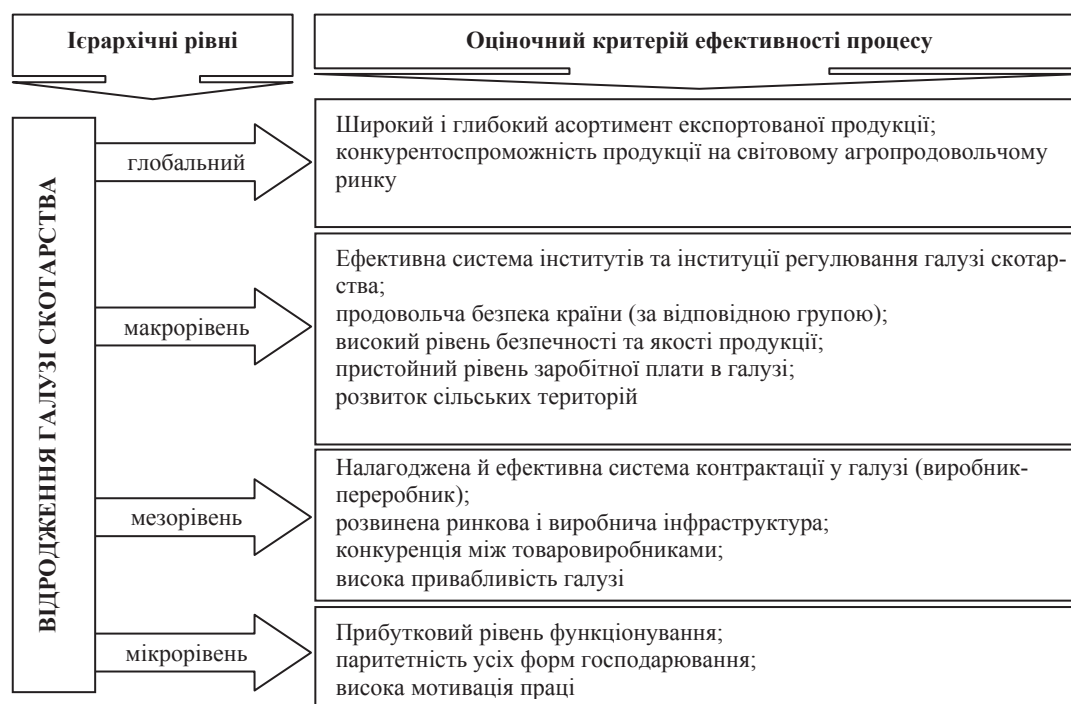 Ієрархічні рівні
Оціночний критерій ефективності процесу
ВІДРОДЖЕННЯ ГАЛУЗІ СКОТАРСТВА
глобальний
Широкий і глибокий асортимент експортованої продукції;
конкурентоспроможність продукції на світовому агропродовольчому
ринку
макрорівень
Ефективна система інститутів та інституції регулювання галузі скотар-
ства;
продовольча безпека країни (за відповідною групою);
високий рівень безпечності та якості продукції;
пристойний рівень заробітної плати в галузі;
розвиток сільських територій
мезорівень
Налагоджена й ефективна система контрактації у галузі (виробник-
переробник);
розвинена ринкова і виробнича інфраструктура;
конкуренція між товаровиробниками;
висока привабливість галузі
мікрорівень
Прибутковий рівень функціонування;
паритетність усіх форм господарювання;
висока мотивація праці